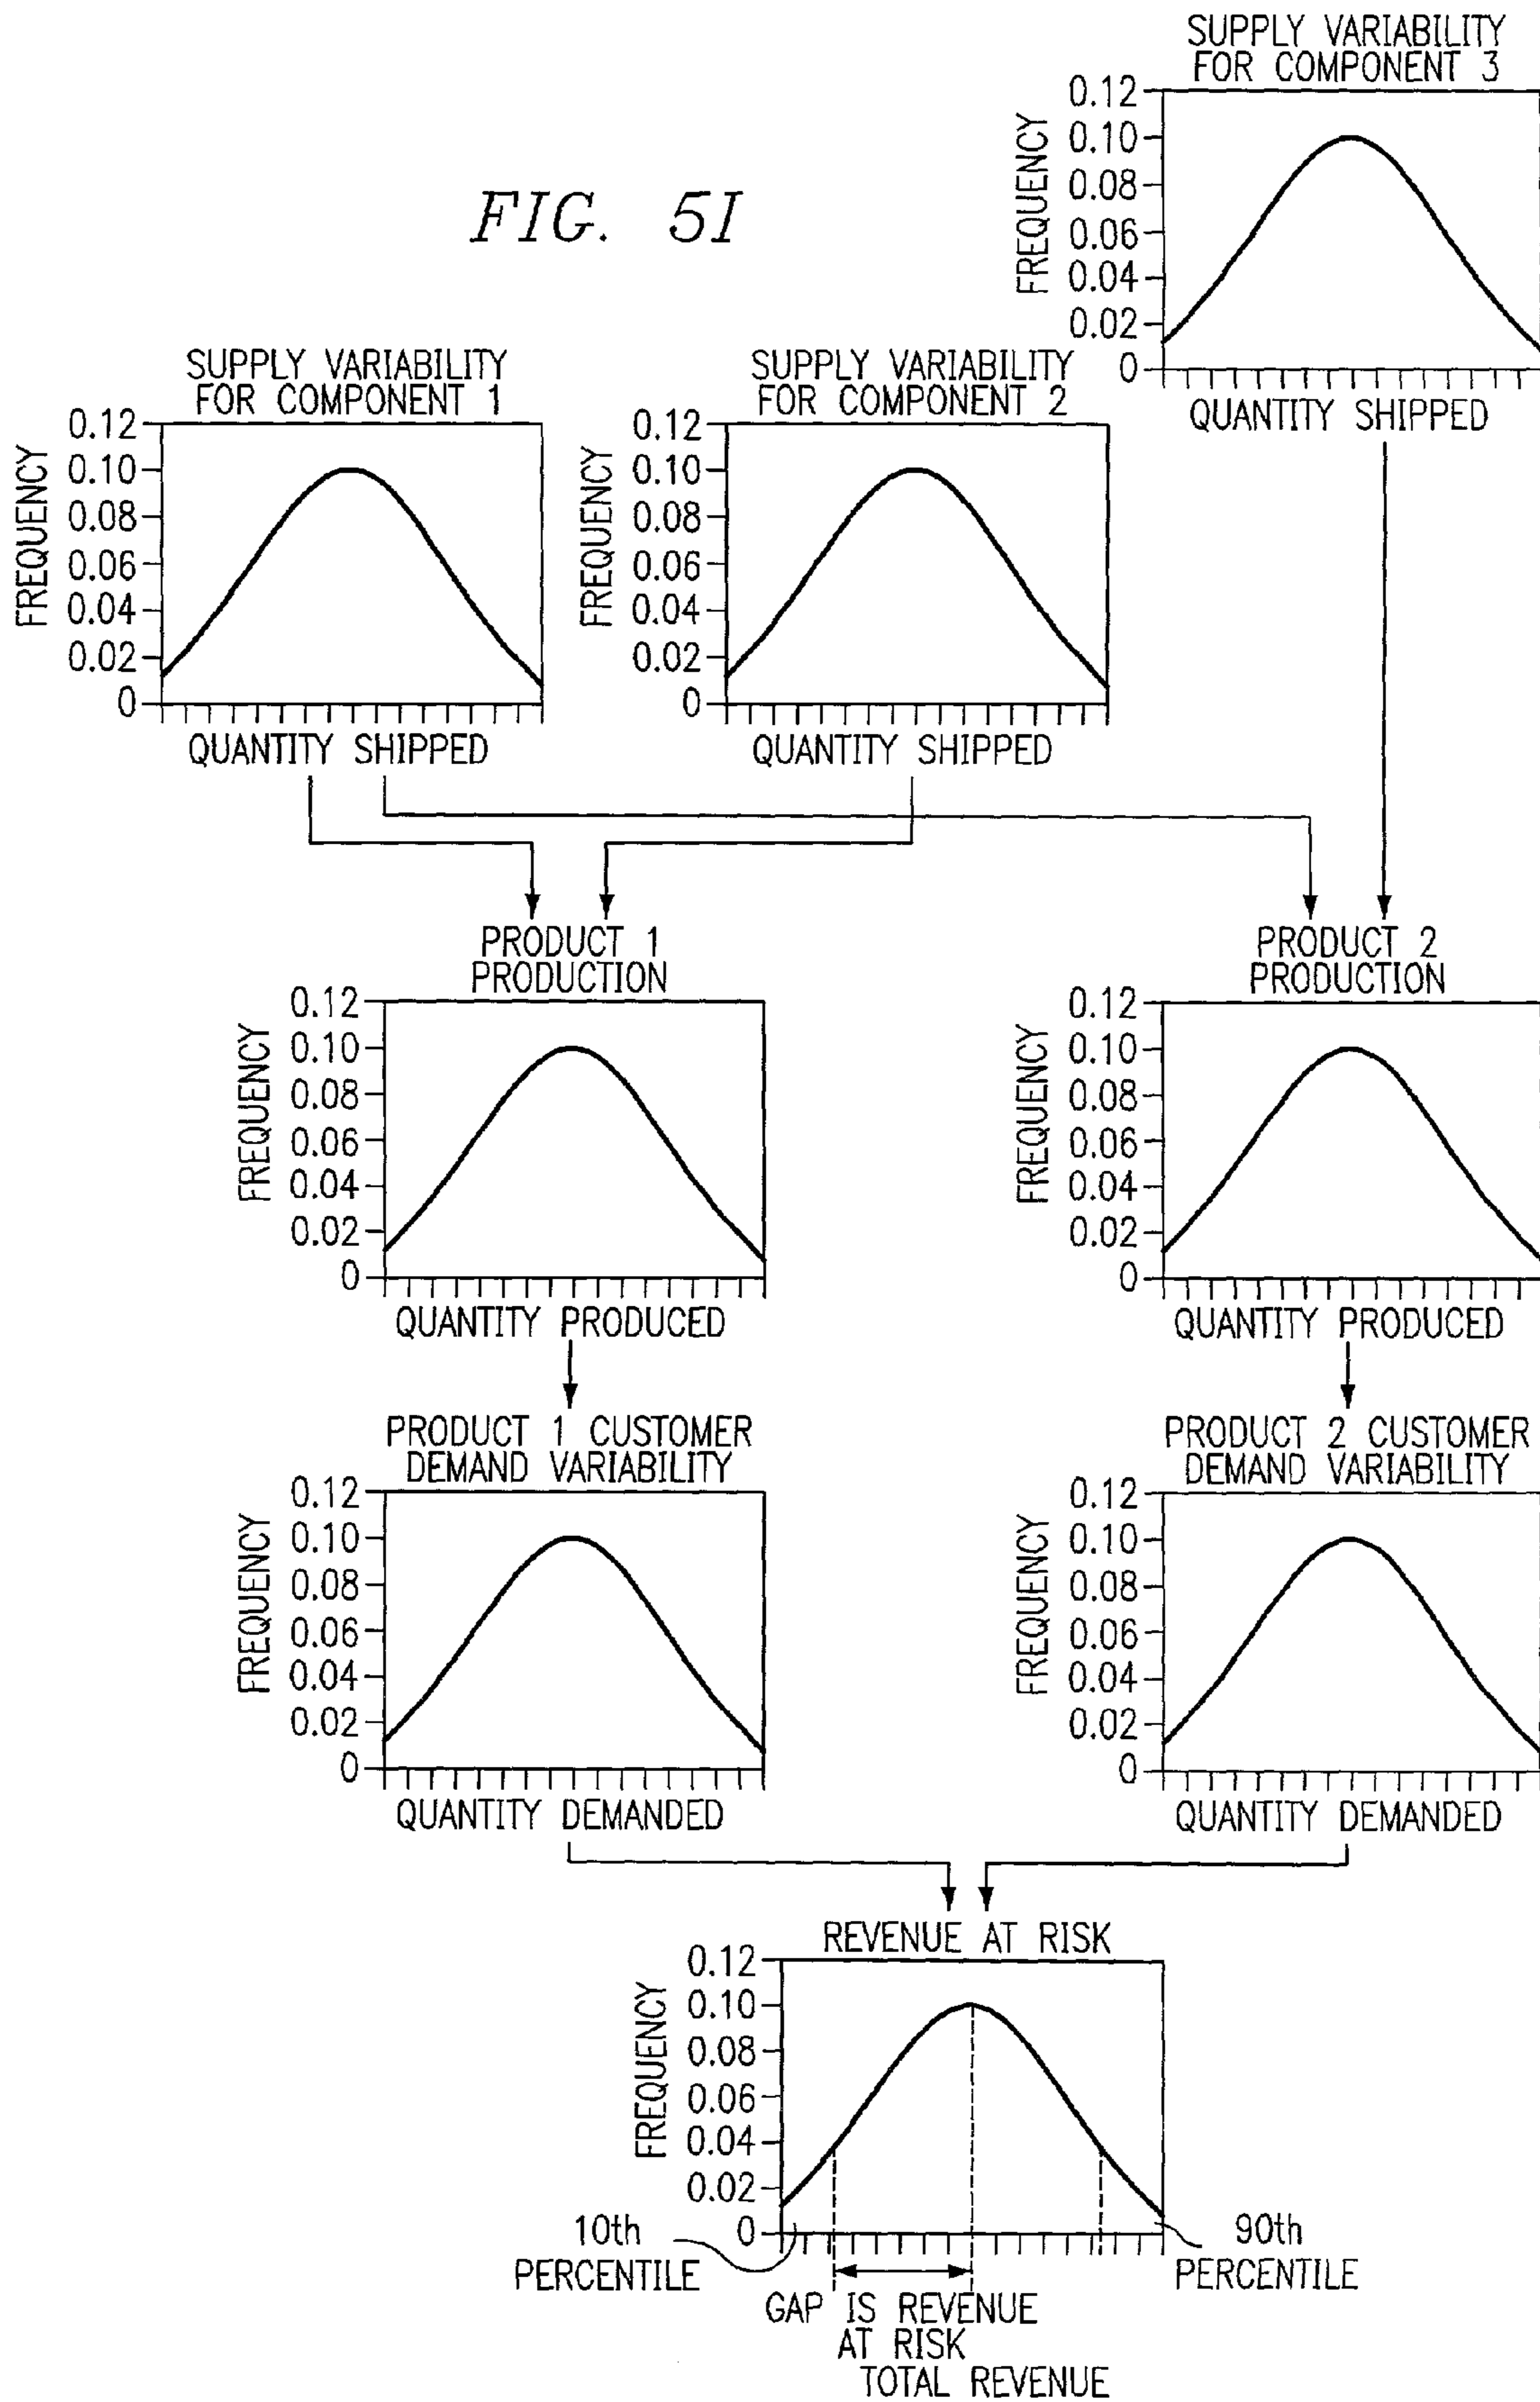 FIG. 5I
SUPPLY VARIABILITY
FOR COMPONENT 3
FREQUENCY
0.12
0.10
0.08
0.06
0.04
0.02
0
QUANTITY SHIPPED
SUPPLY VARIABILITY
FOR COMPONENT 1
FREQUENCY
0.12
0.10
0.08
0.06
0.04
0.02
0
QUANTITY SHIPPED
SUPPLY VARIABILITY
FOR COMPONENT 2
FREQUENCY
0.12
0.10
0.08
0.06
0.04
0.02
0
QUANTITY SHIPPED
PRODUCT 1
PRODUCTION
FREQUENCY
0.12
0.10
0.08
0.06
0.04
0.02
0
QUANTITY PRODUCED
PRODUCT 2
PRODUCTION
FREQUENCY
0.12
0.10
0.08
0.06
0.04
0.02
0
QUANTITY PRODUCED
PRODUCT 1 CUSTOMER
DEMAND VARIABILITY
FREQUENCY
0.12
0.10
0.08
0.06
0.04
0.02
0
QUANTITY DEMANDED
PRODUCT 2 CUSTOMER
DEMAND VARIABILITY
FREQUENCY
0.12
0.10
0.08
0.06
0.04
0.02
0
QUANTITY DEMANDED
REVENUE AT RISK
FREQUENCY
0.12
0.10
0.08
0.06
0.04
0.02
0
10th
PERCENTILE
90th
PERCENTILE
GAP IS REVENUE
AT RISK
TOTAL REVENUE